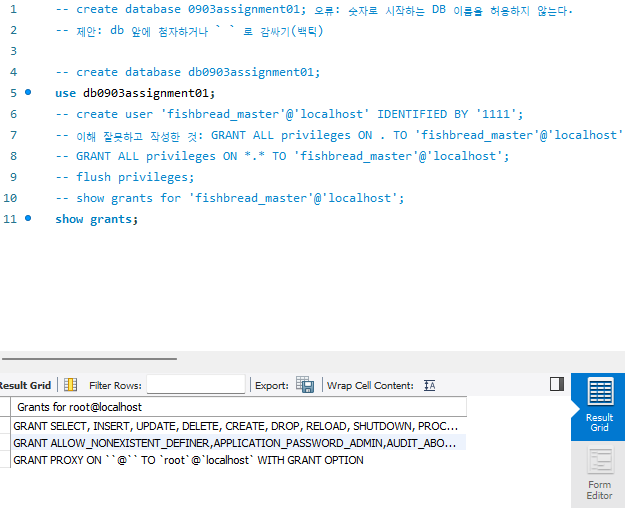 1 -- create database 0903assignment01; 오류: 숫자로 시작하는 DB 이름을 허용하지 않는다.
2 -- 제안: db 앞에 첨자하거나 ` ` 로 감싸기(백틱)
3
4 -- create database db0903assignment01;
5 use db0903assignment01;
6 -- create user 'fishbread_master'@'localhost' IDENTIFIED BY '1111';
7 -- 이해 잘못하고 작성한 것: GRANT ALL privileges ON . TO 'fishbread_master'@'localhost'
8 -- GRANT ALL privileges ON *.* TO 'fishbread_master'@'localhost';
9 -- flush privileges;
10 -- show grants for 'fishbread_master'@'localhost';
11 show grants;
Result Grid Filter Rows: Export: Wrap Cell Content:
Grants for root@localhost
GRANT SELECT, INSERT, UPDATE, DELETE, CREATE, DROP, RELOAD, SHUTDOWN, PROC...
GRANT ALLOW_NONEXISTENT_DEFINER,APPLICATION_PASSWORD_ADMIN,AUDIT_ABO...
GRANT PROXY ON ``@`` TO `root`@`localhost` WITH GRANT OPTION
Result
Grid
Form
Editor